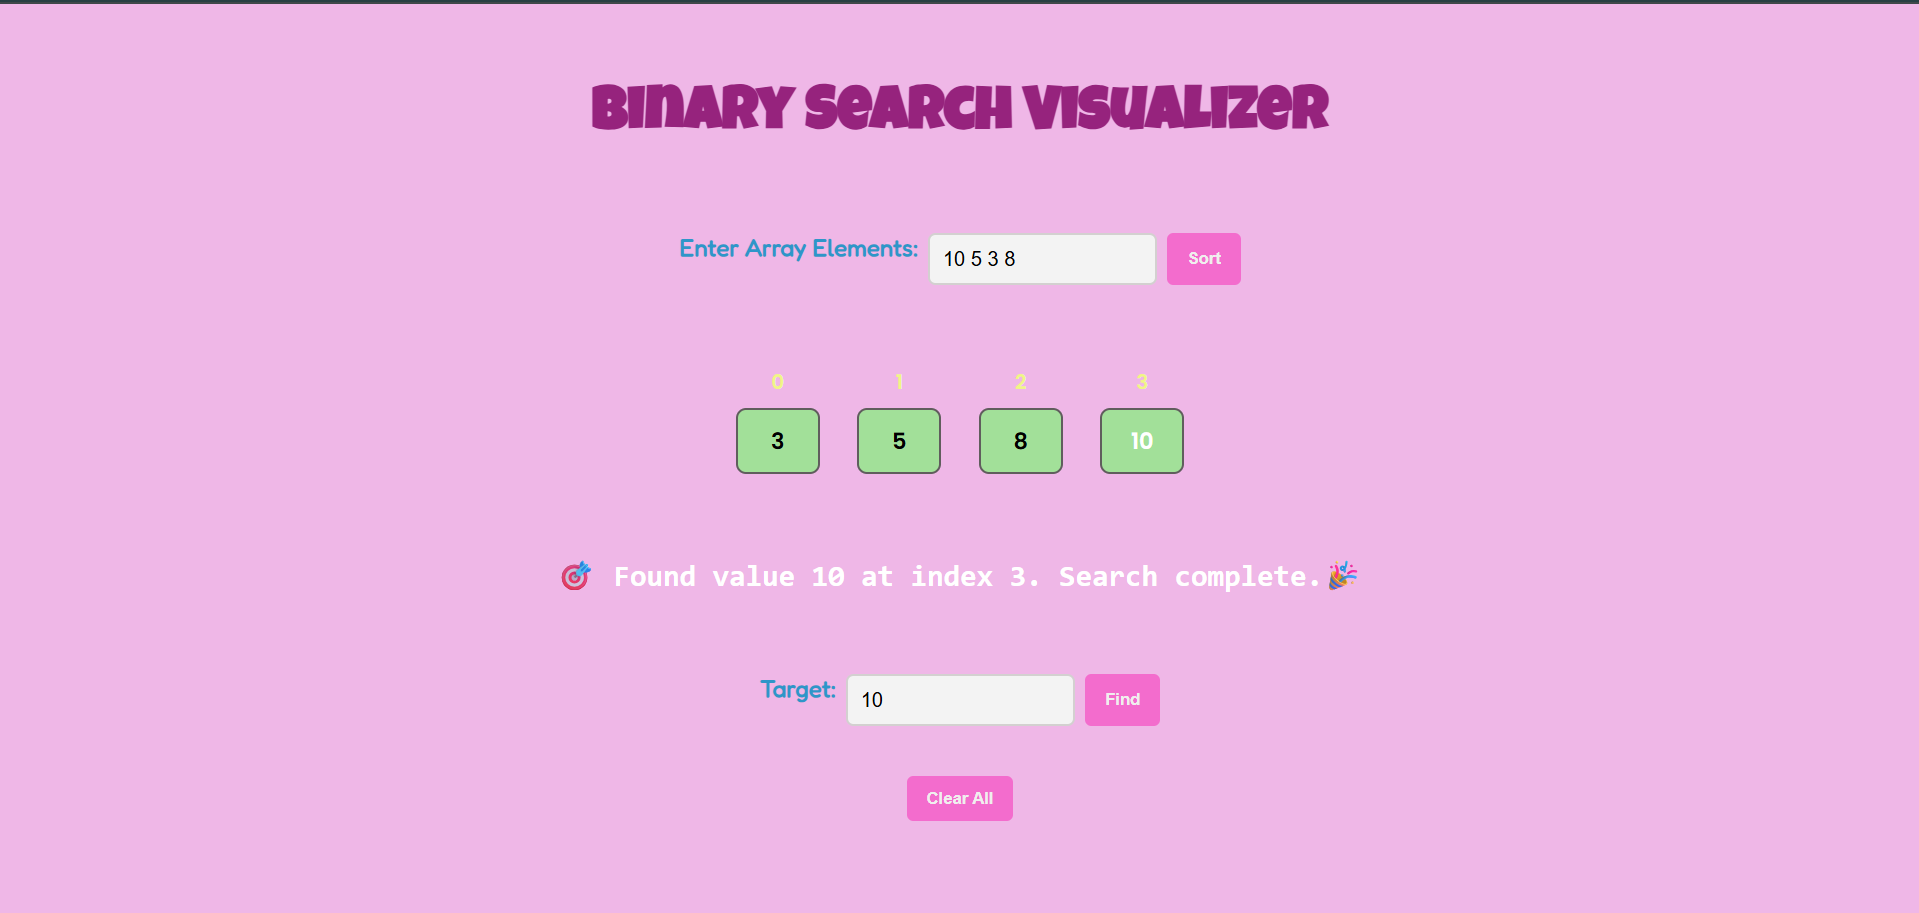 Binary Search Visualizer
Enter Array Elements: 10 5 3 8 Sort
0 1 2 3
3 5 8 10
🎯 Found value 10 at index 3. Search complete.🎉
Target: 10 Find
Clear All